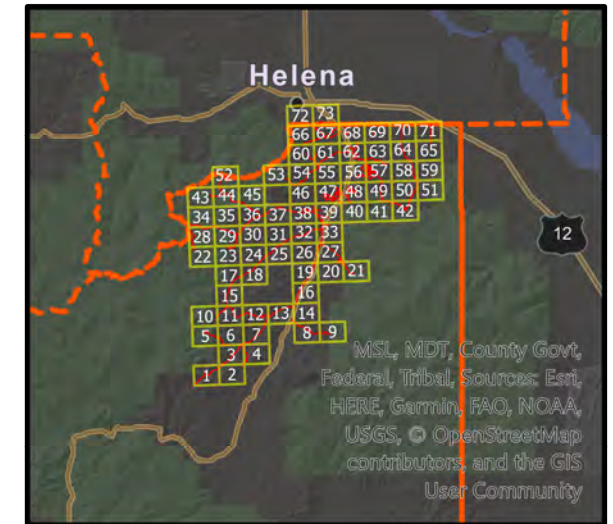 Helena
72 73
66 67 68 69 70 71
60 61 62 63 64 65
52 53 54 55 56 57 58 59
43 44 45 46 47 48 49 50 51
34 35 36 37 38 39 40 41 42
28 29 30 31 32 33
12
22 23 24 25 26 27
17 18 19 20 21
15 16
10 11 12 13 14
5 6 7 8 9
3 4
1 2
MSL, MDT, County Govt,
Federal, Tribal, Sources: Esri,
HERE, Garmin, FAO, NOAA,
USGS, © OpenStreetMap
contributors, and the GIS
User Community